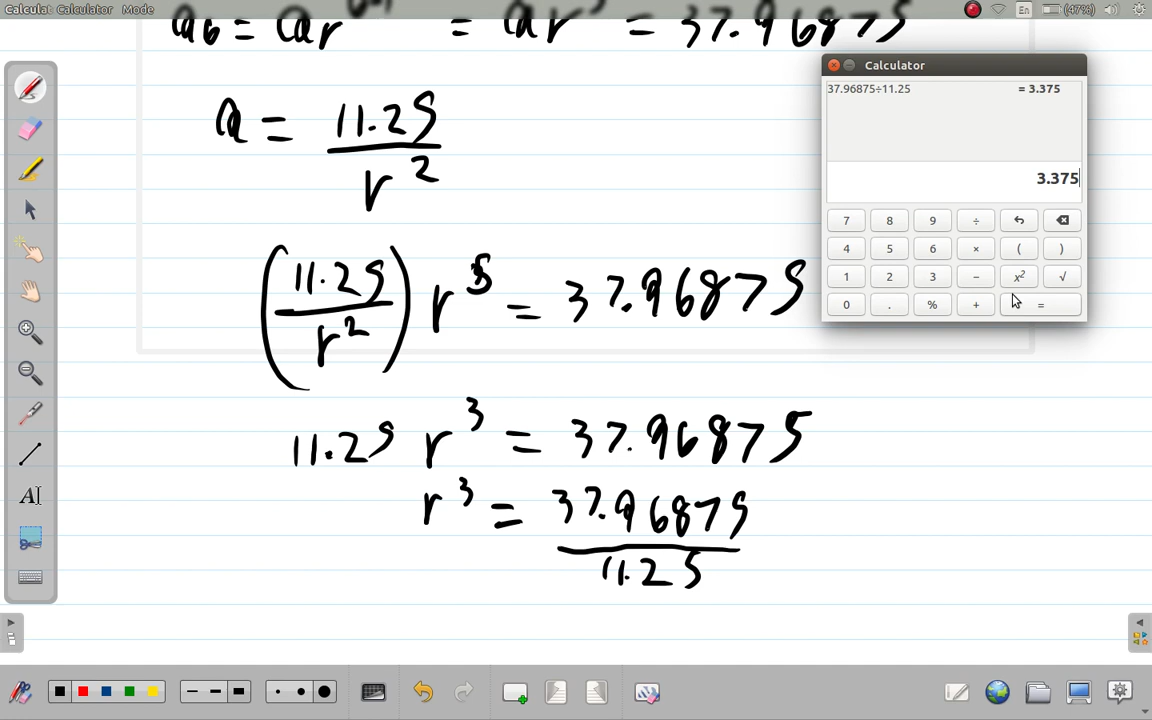 Calculat Calculator Mode
En (47%)
a6 = ar = ar = 37.96875
Calculator
37.96875÷11.25 = 3.375
3.375
7 8 9 ÷
4 5 6 × ( )
1 2 3 − x² √
0 . % + =
a = 11.25 / r²
(11.25 / r²) r⁵ = 37.96875
11.25 r³ = 37.96875
r³ = 37.96875 / 11.25
A